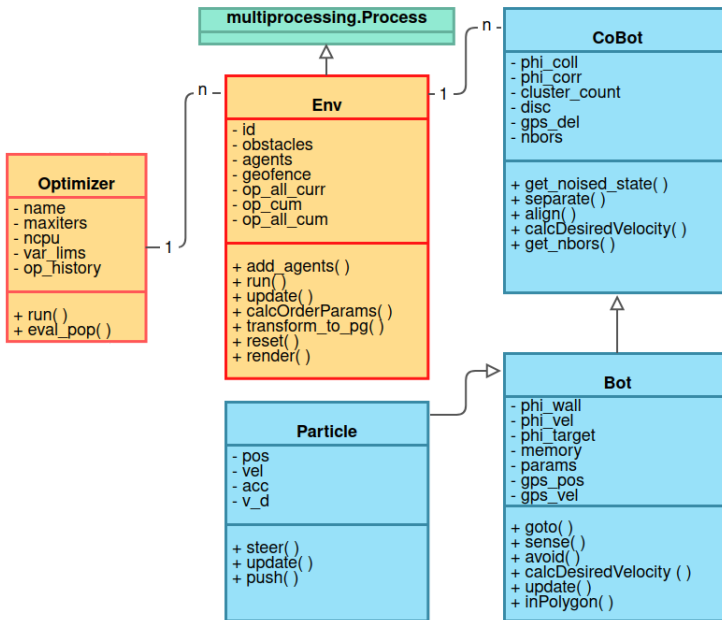 multiprocessing.Process
n
1
n
CoBot
- phi_coll
- phi_corr
- cluster_count
- disc
- gps_del
- nbors
+ get_noised_state( )
+ separate( )
+ align( )
+ calcDesiredVelocity( )
+ get_nbors( )
Env
- id
- obstacles
- agents
- geofence
- op_all_curr
- op_cum
- op_all_cum
+ add_agents( )
+ run( )
+ update( )
+ calcOrderParams( )
+ transform_to_pg( )
+ reset( )
+ render( )
Optimizer
- name
- maxiters
- ncpu
- var_lims
- op_history
+ run( )
+ eval_pop( )
1
Particle
- pos
- vel
- acc
- v_d
+ steer( )
+ update( )
+ push( )
Bot
- phi_wall
- phi_vel
- phi_target
- memory
- params
- gps_pos
- gps_vel
+ goto( )
+ sense( )
+ avoid( )
+ calcDesiredVelocity ( )
+ update( )
+ inPolygon( )